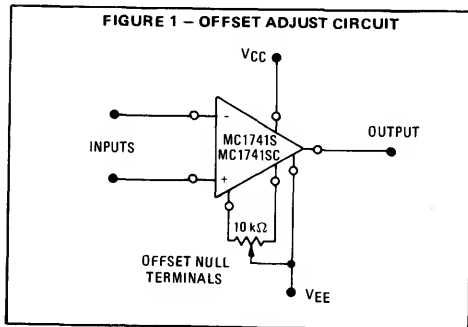 FIGURE 1 – OFFSET ADJUST CIRCUIT
VCC
-
MC1741S
MC1741SC
OUTPUT
INPUTS
+
10 kΩ
OFFSET NULL
TERMINALS
VEE